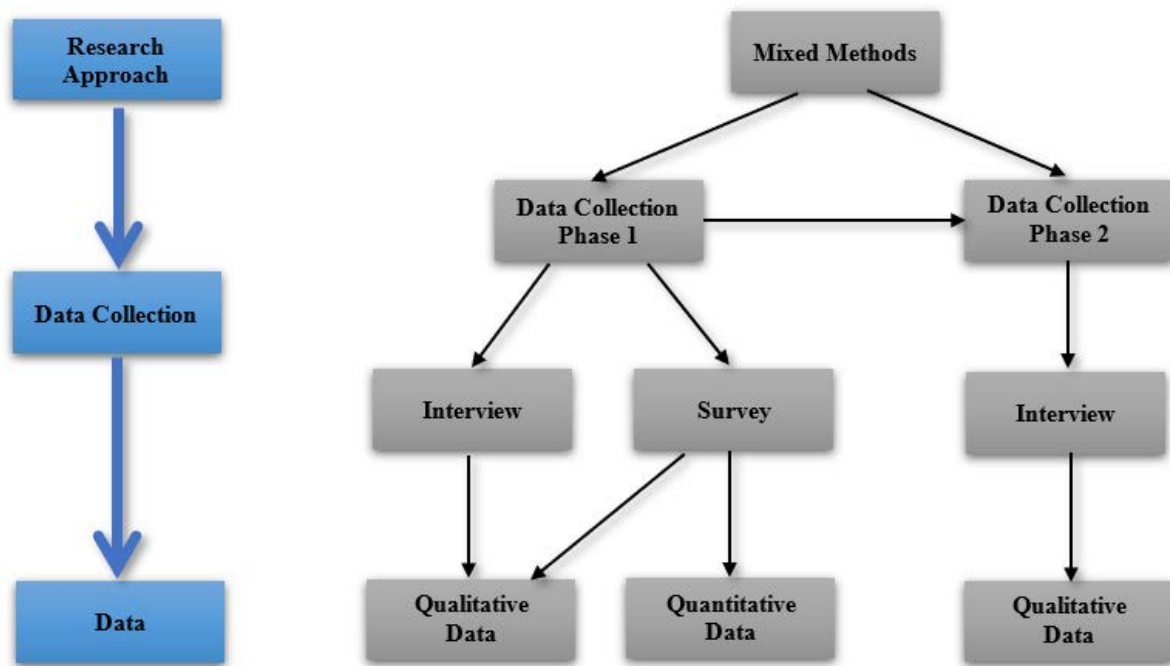 Research
Approach
Data Collection
Data
Mixed Methods
Data Collection
Phase 1
Data Collection
Phase 2
Interview
Survey
Interview
Qualitative
Data
Quantitative
Data
Qualitative
Data